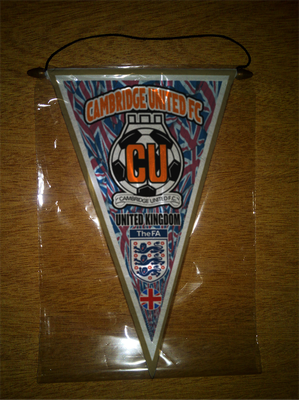 CAMBRIDGE UNITED FC
CU
CAMBRIDGE UNITED F.C.
UNITED KINGDOM
The FA